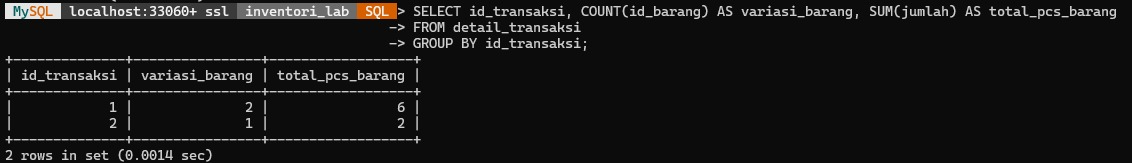 MySQL localhost:33060+ ssl inventori_lab SQL > SELECT id_transaksi, COUNT(id_barang) AS variasi_barang, SUM(jumlah) AS total_pcs_barang
-> FROM detail_transaksi
-> GROUP BY id_transaksi;
+--------------+----------------+------------------+
| id_transaksi | variasi_barang | total_pcs_barang |
+--------------+----------------+------------------+
|            1 |              2 |                6 |
|            2 |              1 |                2 |
+--------------+----------------+------------------+
2 rows in set (0.0014 sec)